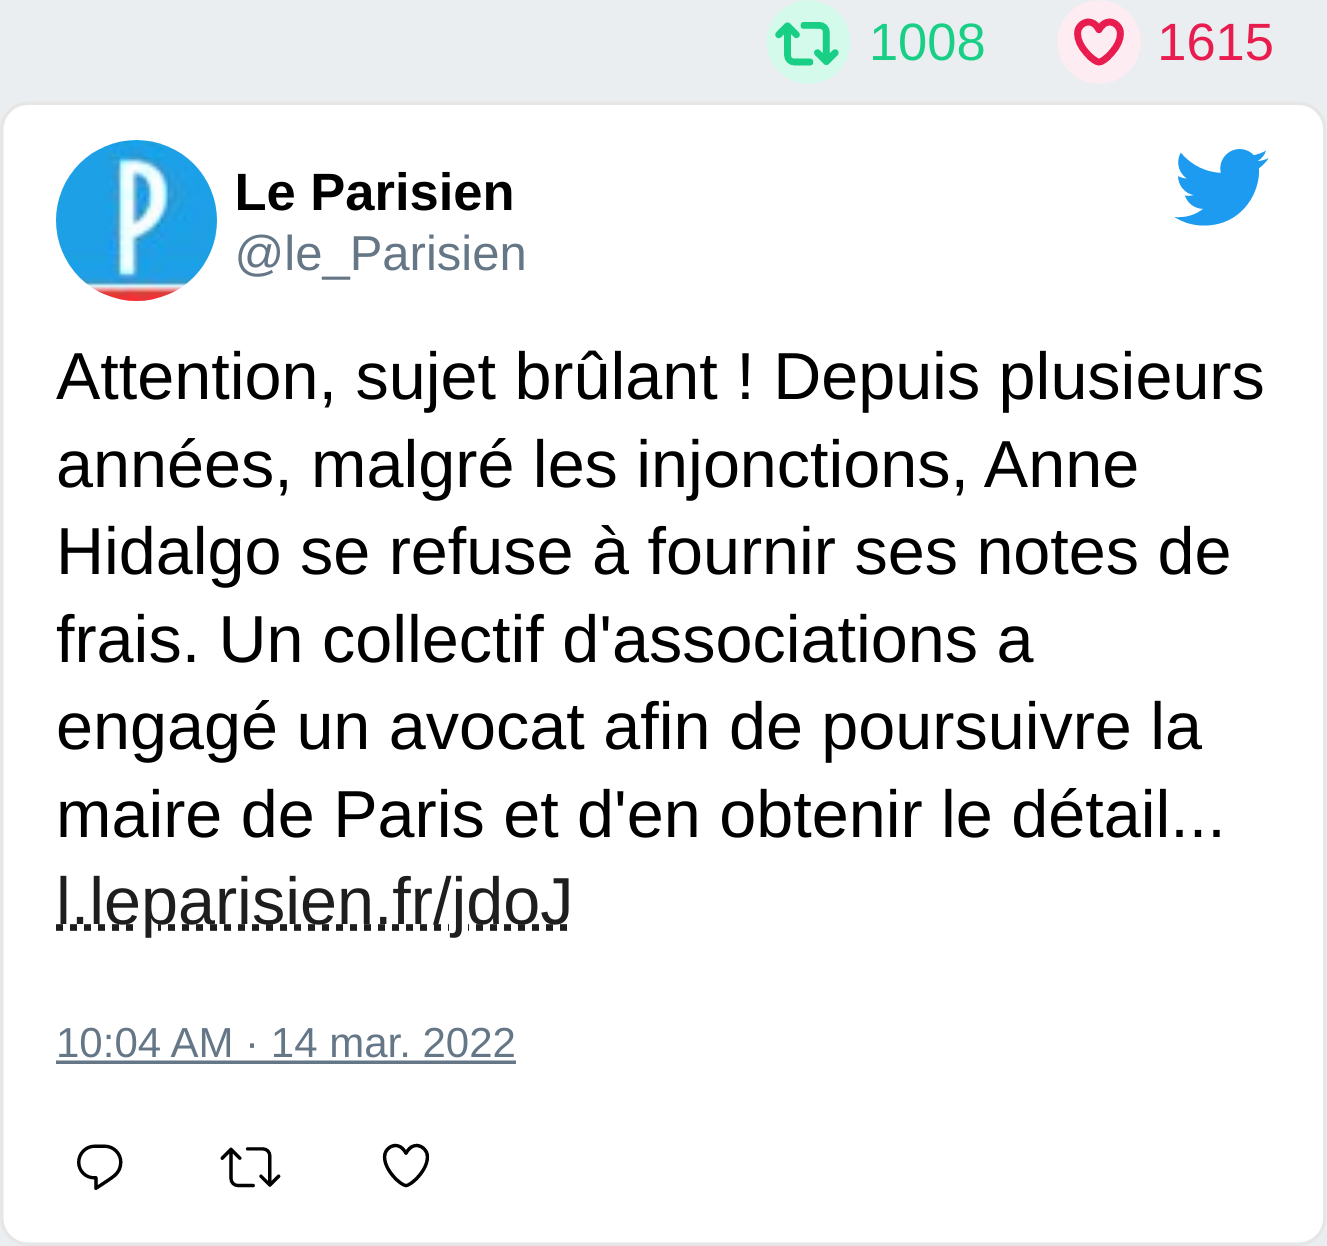 1008 1615
P
Le Parisien
@le_Parisien
Attention, sujet brûlant ! Depuis plusieurs
années, malgré les injonctions, Anne
Hidalgo se refuse à fournir ses notes de
frais. Un collectif d'associations a
engagé un avocat afin de poursuivre la
maire de Paris et d'en obtenir le détail...
l.leparisien.fr/jdoJ
10:04 AM · 14 mar. 2022